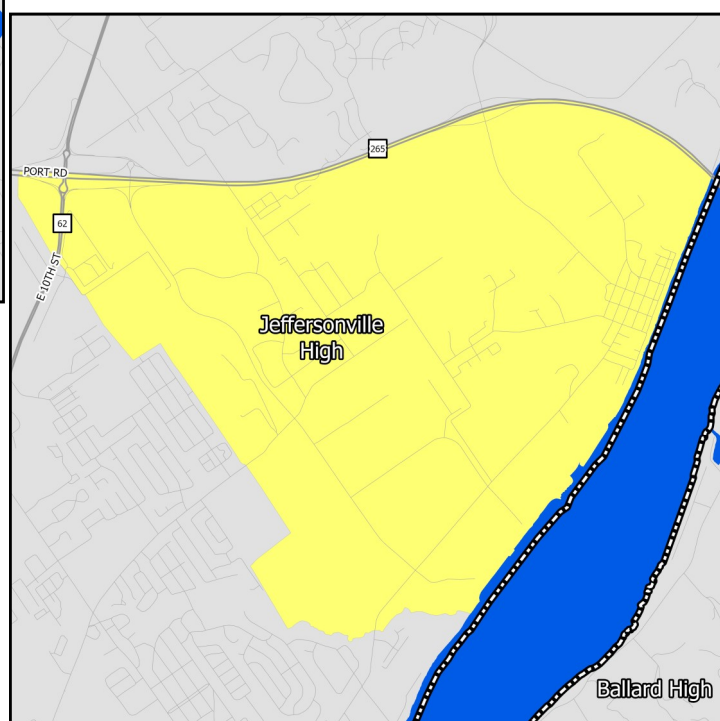 265
PORT RD
62
E 10TH ST
Jeffersonville
High
Ballard High